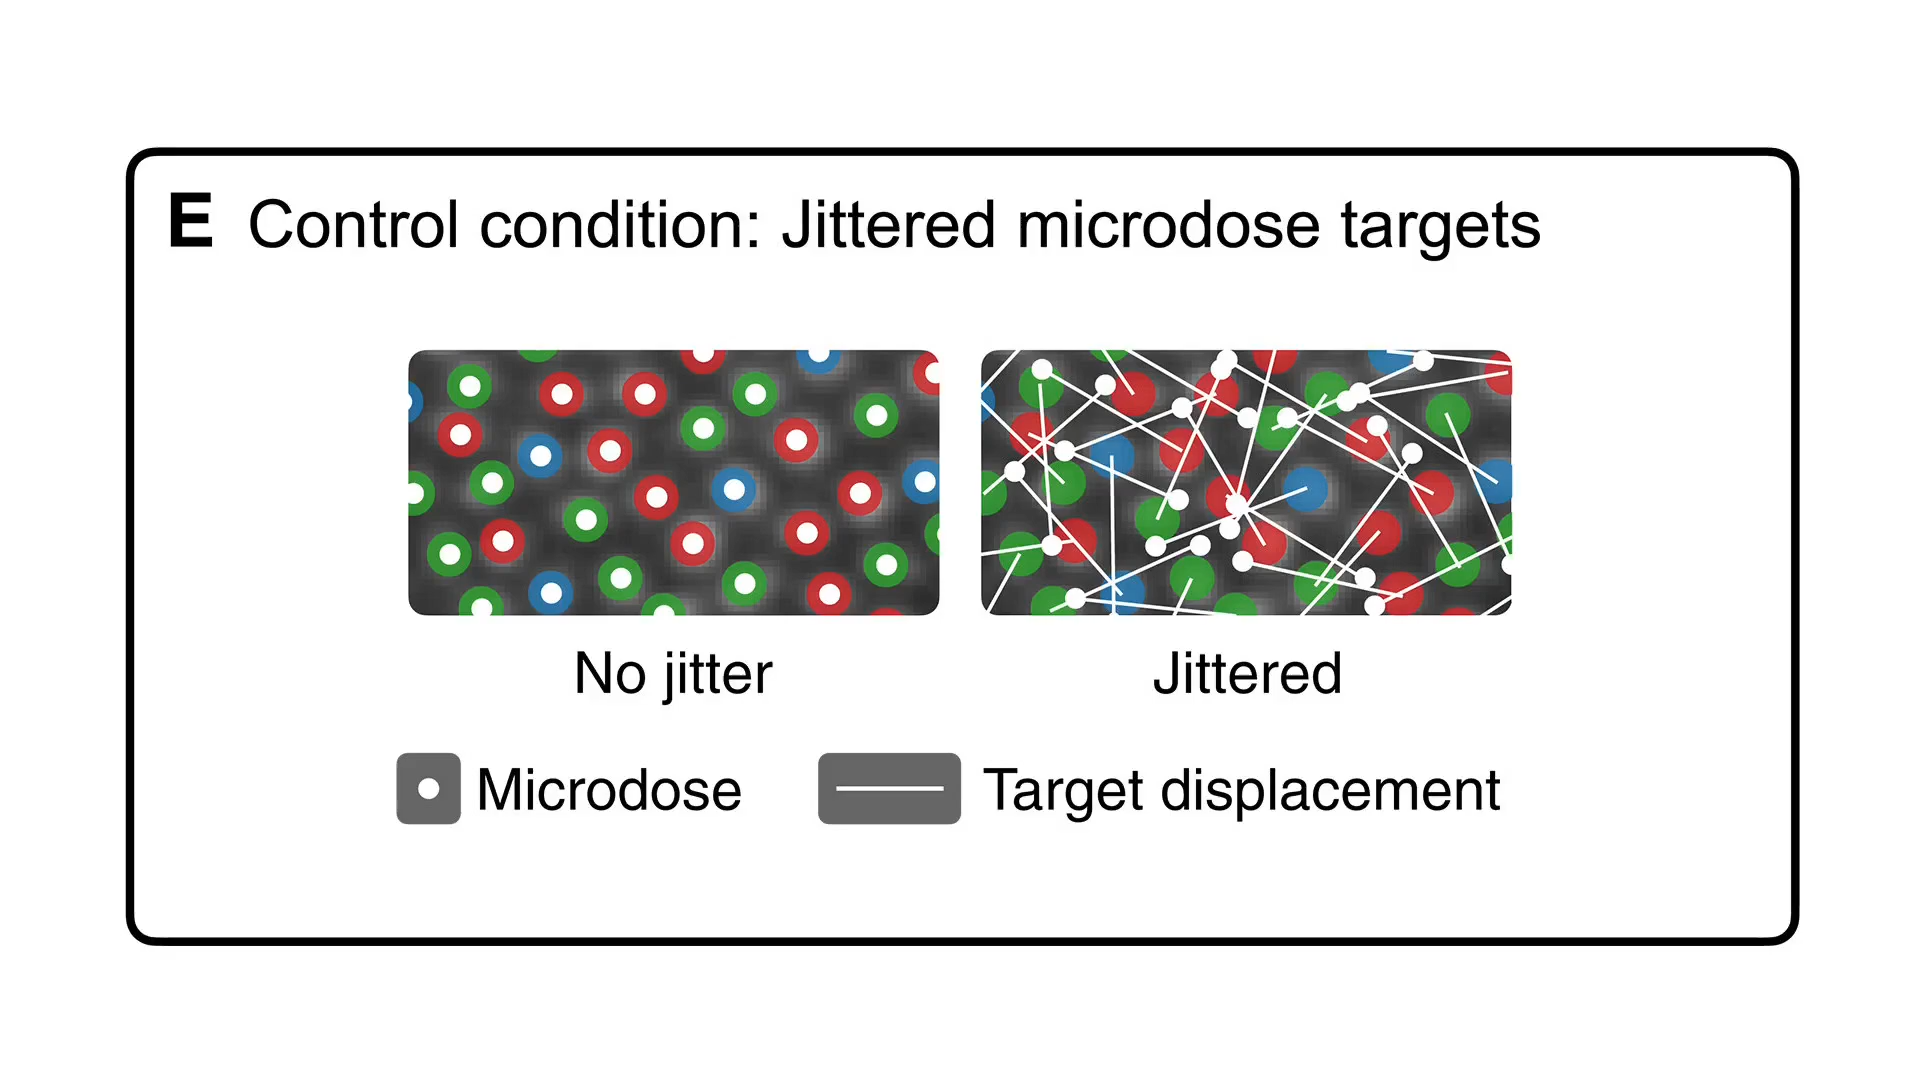 E Control condition: Jittered microdose targets
No jitter
Jittered
Microdose
Target displacement